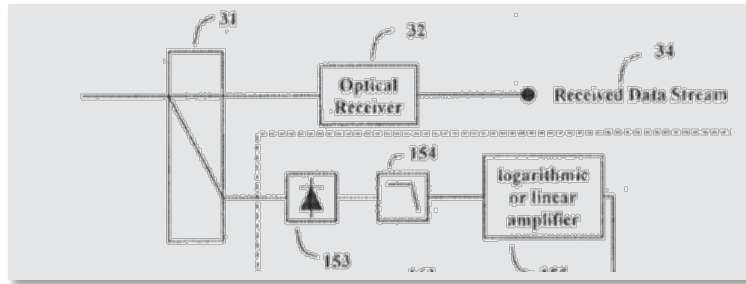 31
32
34
Optical
Receiver
Received Data Stream
154
logarithmic
or linear
amplifier
153